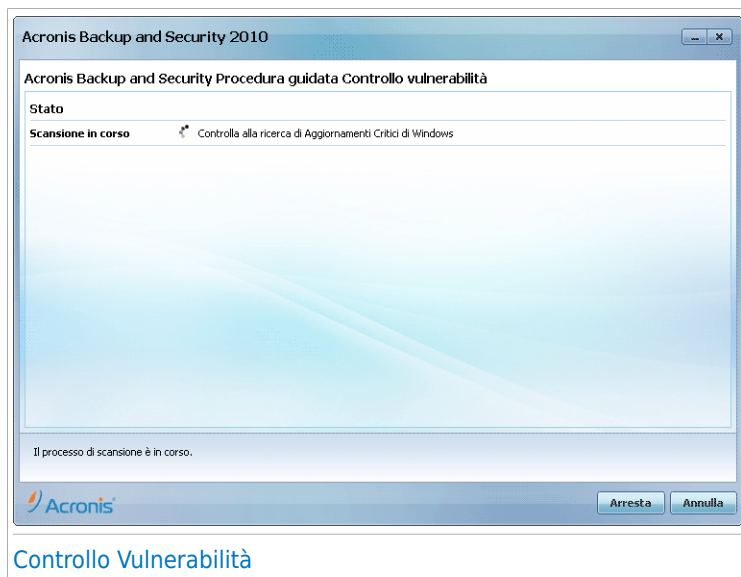 Acronis Backup and Security 2010
Acronis Backup and Security Procedura guidata Controllo vulnerabilità
Stato
Scansione in corso Controlla alla ricerca di Aggiornamenti Critici di Windows
Il processo di scansione è in corso.
Acronis
Arresta Annulla
Controllo Vulnerabilità